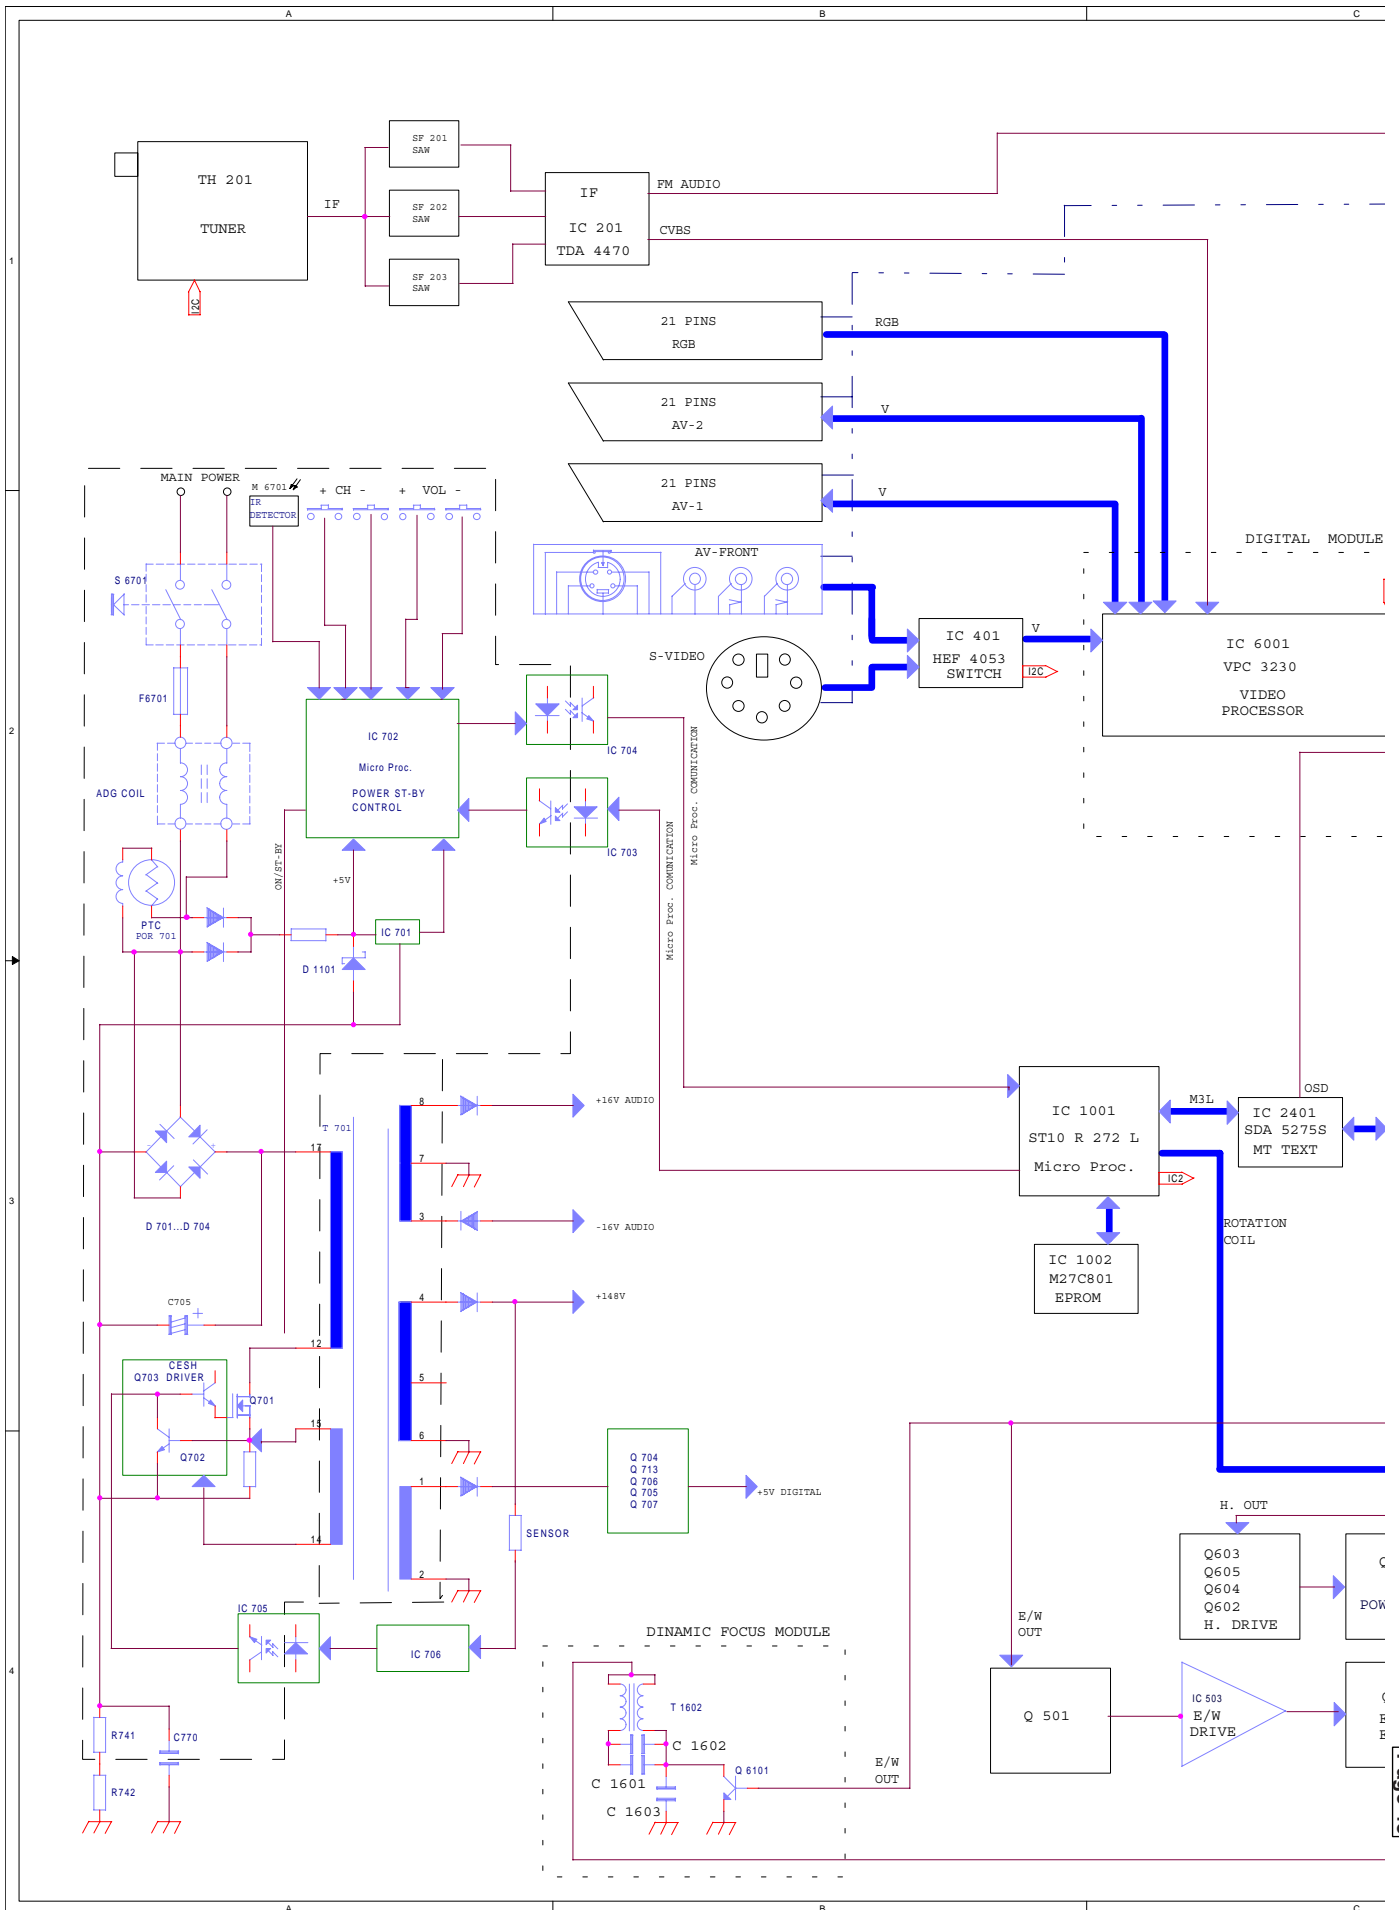 A
B
C
1
2
3
4
TH 201
TUNER
I2C
IF
SF 201
SAW
SF 202
SAW
SF 203
SAW
IF
IC 201
TDA 4470
FM AUDIO
CVBS
21 PINS
RGB
RGB
21 PINS
AV-2
V
21 PINS
AV-1
V
AV-FRONT
S-VIDEO
IC 401
HEF 4053
SWITCH
V
I2C
DIGITAL MODULE
IC 6001
VPC 3230
VIDEO
PROCESSOR
MAIN POWER
M 6701
IR
DETECTOR
+ CH -
+ VOL -
S 6701
F6701
ADG COIL
PTC
POR 701
IC 702
Micro Proc.
POWER ST-BY
CONTROL
IC 704
IC 703
ON/ST-BY
+5V
IC 701
D 1101
Micro Proc. COMUNICATION
Micro Proc. COMUNICATION
T 701
17
12
15
14
8
7
3
4
5
6
1
2
+16V AUDIO
-16V AUDIO
+148V
+5V DIGITAL
D 701...D 704
- +
C705
+
CESH
Q703 DRIVER
Q701
Q702
Q 704
Q 713
Q 706
Q 705
Q 707
SENSOR
IC 705
IC 706
R741
R742
C770
IC 1001
ST10 R 272 L
Micro Proc.
IC2
M3L
OSD
IC 2401
SDA 5275S
MT TEXT
IC 1002
M27C801
EPROM
ROTATION
COIL
H. OUT
Q603
Q605
Q604
Q602
H. DRIVE
E/W
OUT
Q 501
IC 503
E/W
DRIVE
DINAMIC FOCUS MODULE
T 1602
C 1602
C 1601
C 1603
Q 6101
E/W
OUT
A
B
C